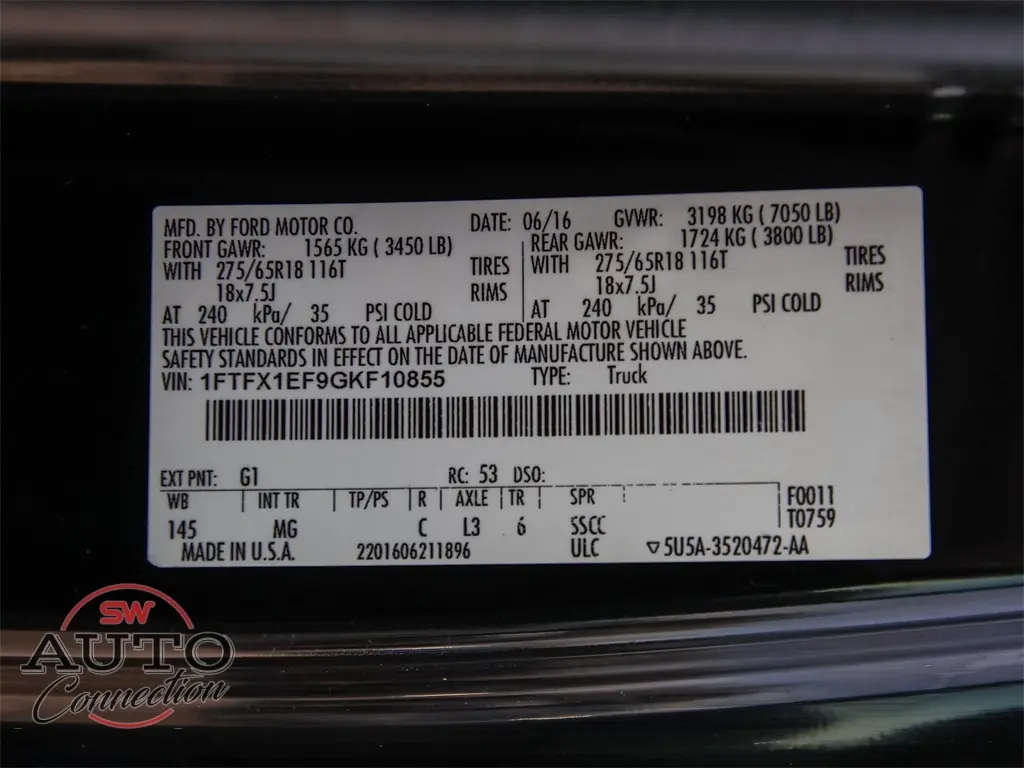 MFD. BY FORD MOTOR CO. DATE: 06/16 GVWR: 3198 KG ( 7050 LB)
FRONT GAWR: 1565 KG ( 3450 LB) REAR GAWR: 1724 KG ( 3800 LB)
WITH 275/65R18 116T TIRES WITH 275/65R18 116T TIRES
18x7.5J RIMS 18x7.5J RIMS
AT 240 kPa/ 35 PSI COLD 240 kPa/ 35 PSI COLD
THIS VEHICLE CONFORMS TO ALL APPLICABLE FEDERAL MOTOR VEHICLE
SAFETY STANDARDS IN EFFECT ON THE DATE OF MANUFACTURE SHOWN ABOVE.
VIN: 1FTFX1EF9GKF10855 TYPE: Truck
EXT PNT: G1 RC: 53 DSO:
WB INT TR TP/PS R AXLE TR SPR F0011
145 MG C L3 6 SSCC T0759
MADE IN U.S.A. 2201606211896 ULC ▽5U5A-3520472-AA
SW
AUTO
Connection